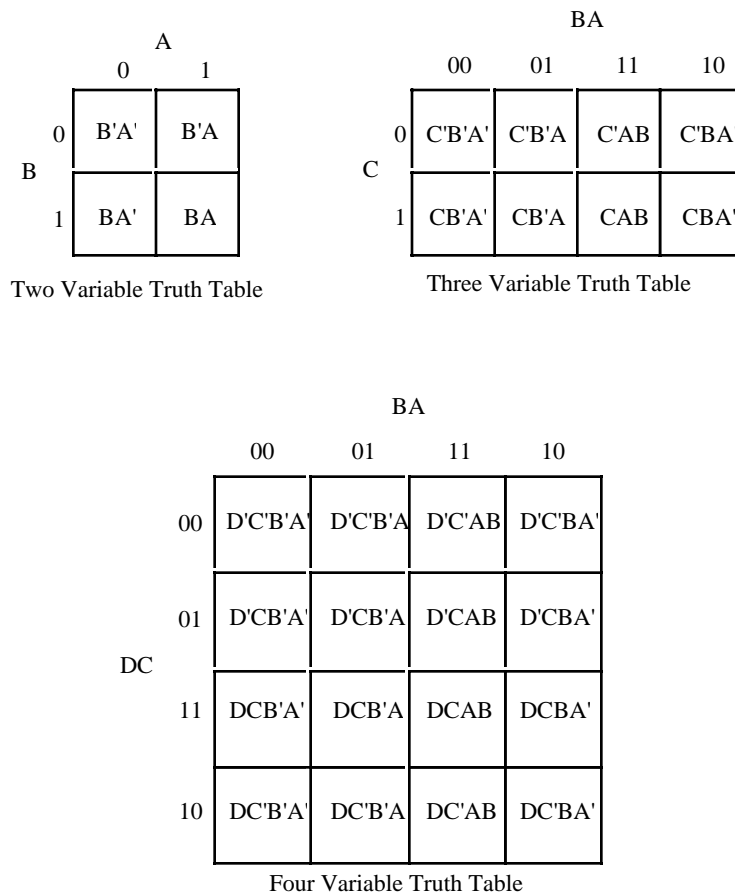 A
0 1
0 B'A' B'A
B
1 BA' BA
Two Variable Truth Table
BA
00 01 11 10
0 C'B'A' C'B'A C'AB C'BA'
C
1 CB'A' CB'A CAB CBA'
Three Variable Truth Table
BA
00 01 11 10
00 D'C'B'A' D'C'B'A D'C'AB D'C'BA'
01 D'CB'A' D'CB'A D'CAB D'CBA'
DC
11 DCB'A' DCB'A DCAB DCBA'
10 DC'B'A' DC'B'A DC'AB DC'BA'
Four Variable Truth Table